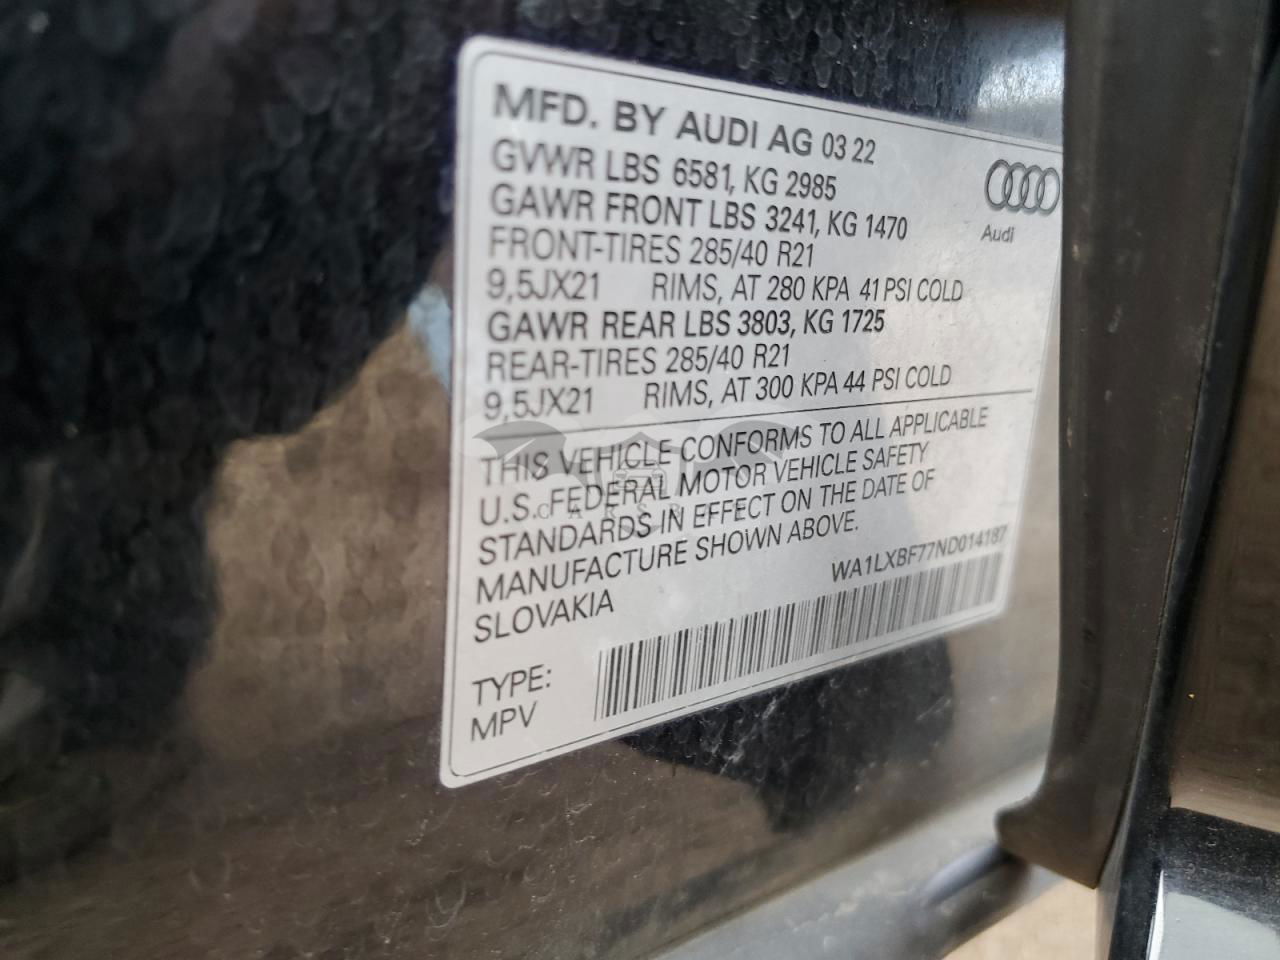 MFD. BY AUDI AG 03 22
GVWR LBS 6581, KG 2985
GAWR FRONT LBS 3241, KG 1470
FRONT-TIRES 285/40 R21
9,5JX21 RIMS, AT 280 KPA 41 PSI COLD
GAWR REAR LBS 3803, KG 1725
REAR-TIRES 285/40 R21
9,5JX21 RIMS, AT 300 KPA 44 PSI COLD
Audi
THIS VEHICLE CONFORMS TO ALL APPLICABLE
U.S. FEDERAL MOTOR VEHICLE SAFETY
STANDARDS IN EFFECT ON THE DATE OF
MANUFACTURE SHOWN ABOVE.
SLOVAKIA
WA1LXBF77ND014187
TYPE:
MPV